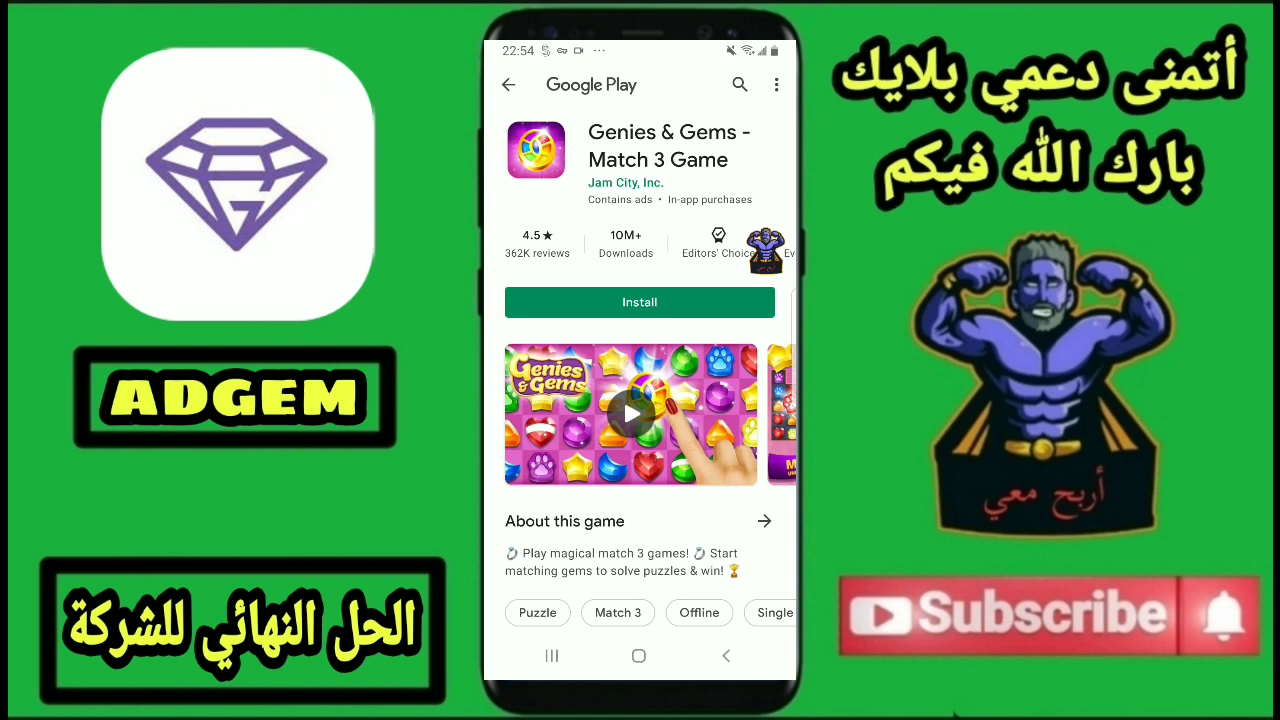 ADGEM
الحل النهائي للشركة
22:54
Google Play
Genies & Gems -
Match 3 Game
Jam City, Inc.
Contains ads • In-app purchases
4.5★ 10M+
362K reviews Downloads Editors' Choice Ev
Install
Genies
& Gems
About this game
💍 Play magical match 3 games! 💍 Start
matching gems to solve puzzles & win! 🏆
Puzzle Match 3 Offline Single
أتمنى دعمي بلايك
بارك الله فيكم
أربح معي
Subscribe